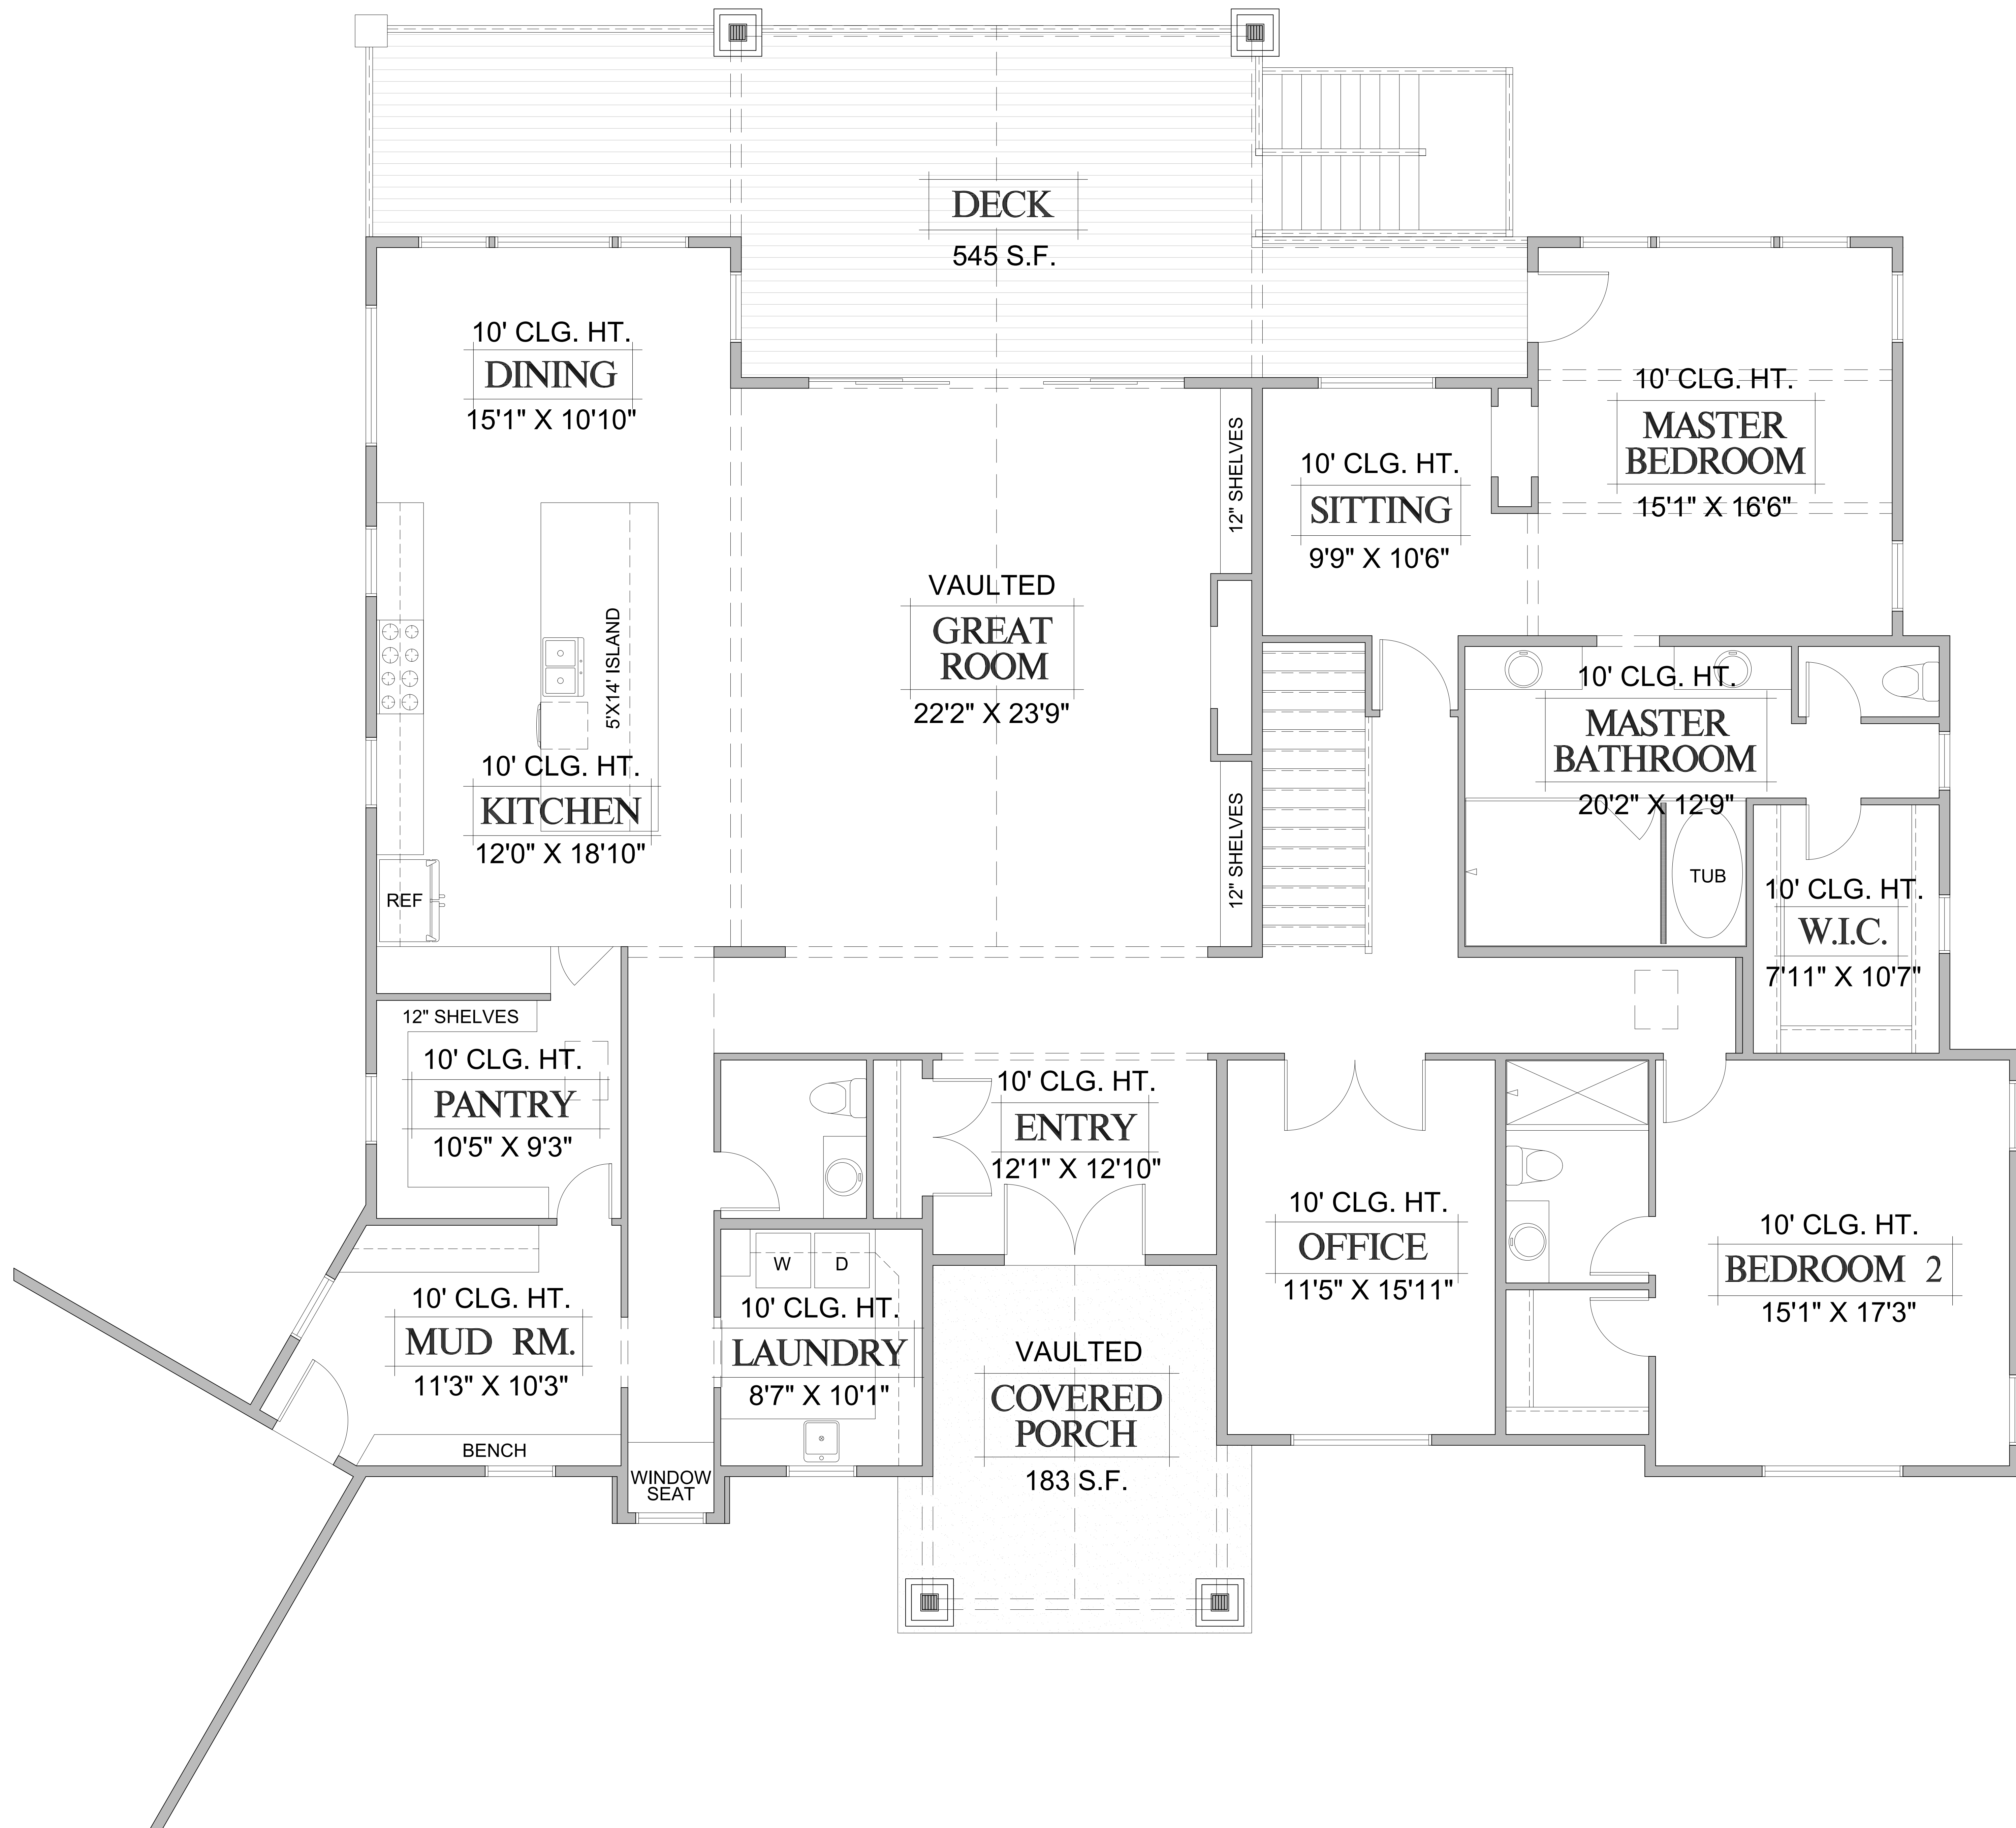 DECK
545 S.F.
10' CLG. HT.
DINING
15'1" X 10'10"
10' CLG. HT.
MASTER
BEDROOM
15'1" X 16'6"
12" SHELVES
10' CLG. HT.
SITTING
9'9" X 10'6"
VAULTED
GREAT
ROOM
22'2" X 23'9"
5'X14' ISLAND
10' CLG. HT.
KITCHEN
12'0" X 18'10"
REF
12" SHELVES
10' CLG. HT.
MASTER
BATHROOM
20'2" X 12'9"
TUB
10' CLG. HT.
W.I.C.
7'11" X 10'7"
12" SHELVES
10' CLG. HT.
PANTRY
10'5" X 9'3"
10' CLG. HT.
ENTRY
12'1" X 12'10"
10' CLG. HT.
OFFICE
11'5" X 15'11"
10' CLG. HT.
BEDROOM 2
15'1" X 17'3"
10' CLG. HT.
MUD RM.
11'3" X 10'3"
BENCH
W D
10' CLG. HT.
LAUNDRY
8'7" X 10'1"
WINDOW
SEAT
VAULTED
COVERED
PORCH
183 S.F.